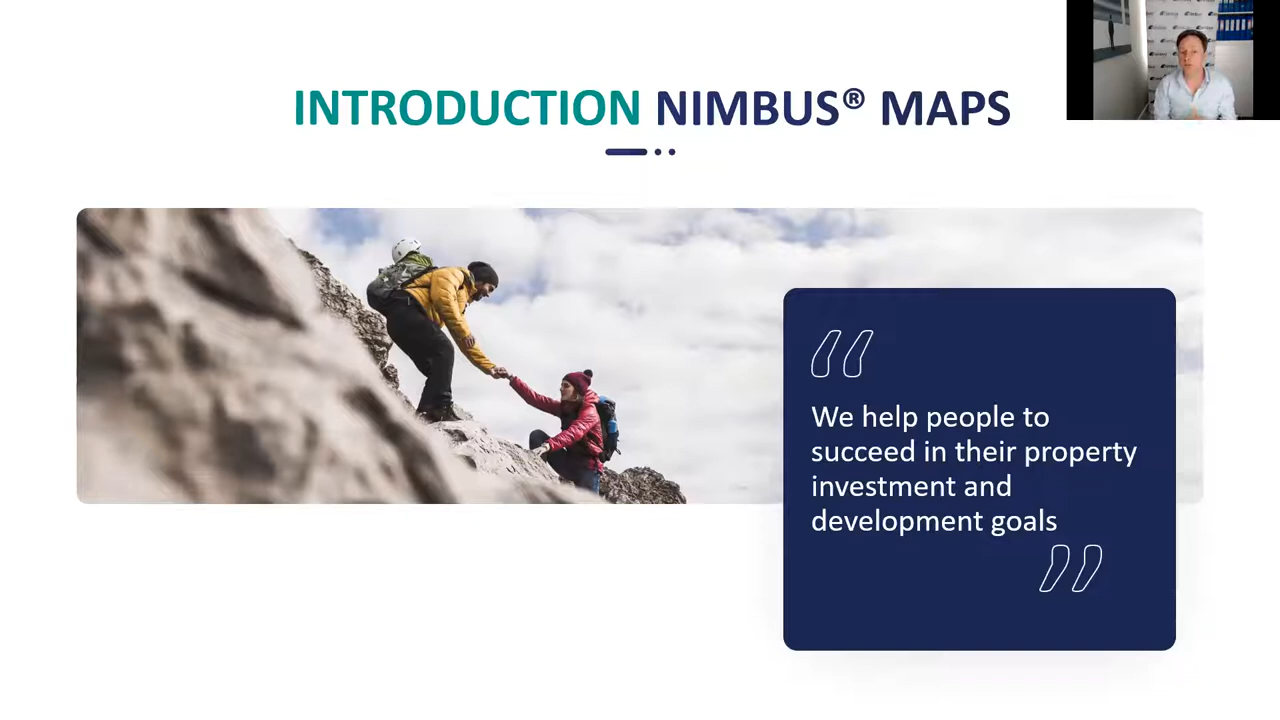 INTRODUCTION NIMBUS® MAPS
“
We help people to
succeed in their property
investment and
development goals
”